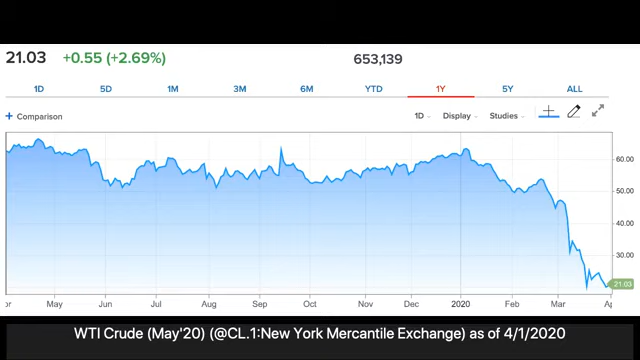 21.03 +0.55 (+2.69%) 653,139
1D 5D 1M 3M 6M YTD 1Y 5Y ALL
+ Comparison 1D Display Studies
60.00
50.00
40.00
30.00
21.03
May Jun Jul Aug Sep Oct Nov Dec 2020 Feb Mar
WTI Crude (May'20) (@CL.1:New York Mercantile Exchange) as of 4/1/2020